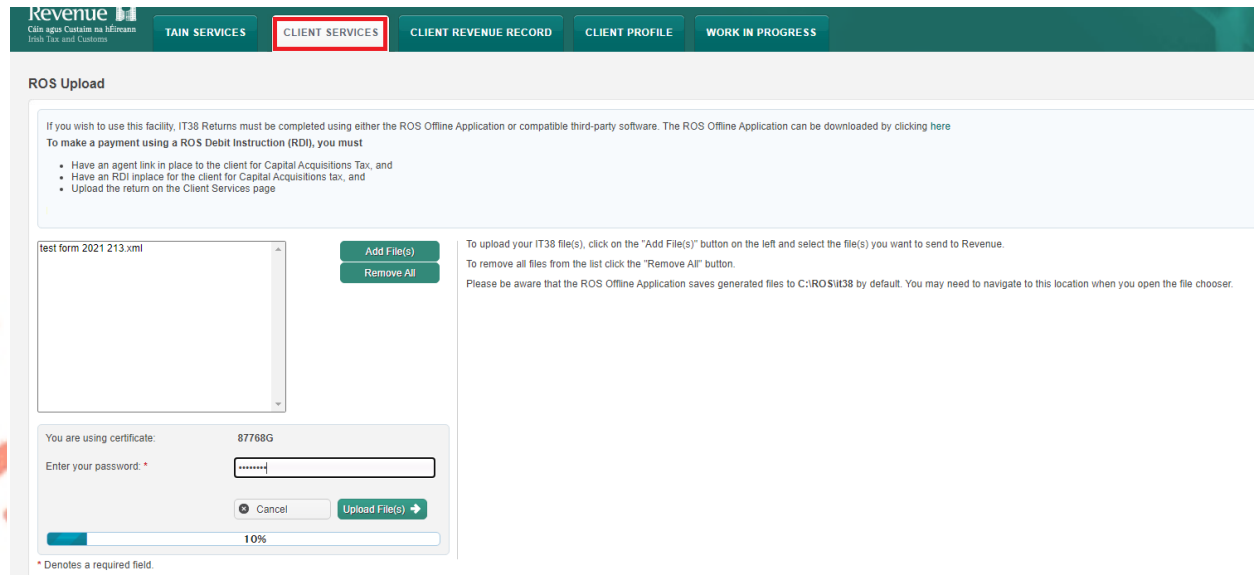 Revenue
Cáin agus Custaim na hÉireann
Irish Tax and Customs
TAIN SERVICES
CLIENT SERVICES
CLIENT REVENUE RECORD
CLIENT PROFILE
WORK IN PROGRESS
ROS Upload
If you wish to use this facility, IT38 Returns must be completed using either the ROS Offline Application or compatible third-party software. The ROS Offline Application can be downloaded by clicking here
To make a payment using a ROS Debit Instruction (RDI), you must
• Have an agent link in place to the client for Capital Acquisitions Tax, and
• Have an RDI inplace for the client for Capital Acquisitions tax, and
• Upload the return on the Client Services page
test form 2021 213.xml
Add File(s)
Remove All
To upload your IT38 file(s), click on the "Add File(s)" button on the left and select the file(s) you want to send to Revenue.
To remove all files from the list click the "Remove All" button.
Please be aware that the ROS Offline Application saves generated files to C:\ROS\it38 by default. You may need to navigate to this location when you open the file chooser.
You are using certificate: 87768G
Enter your password: * ••••••••
Cancel
Upload File(s)
10%
* Denotes a required field.